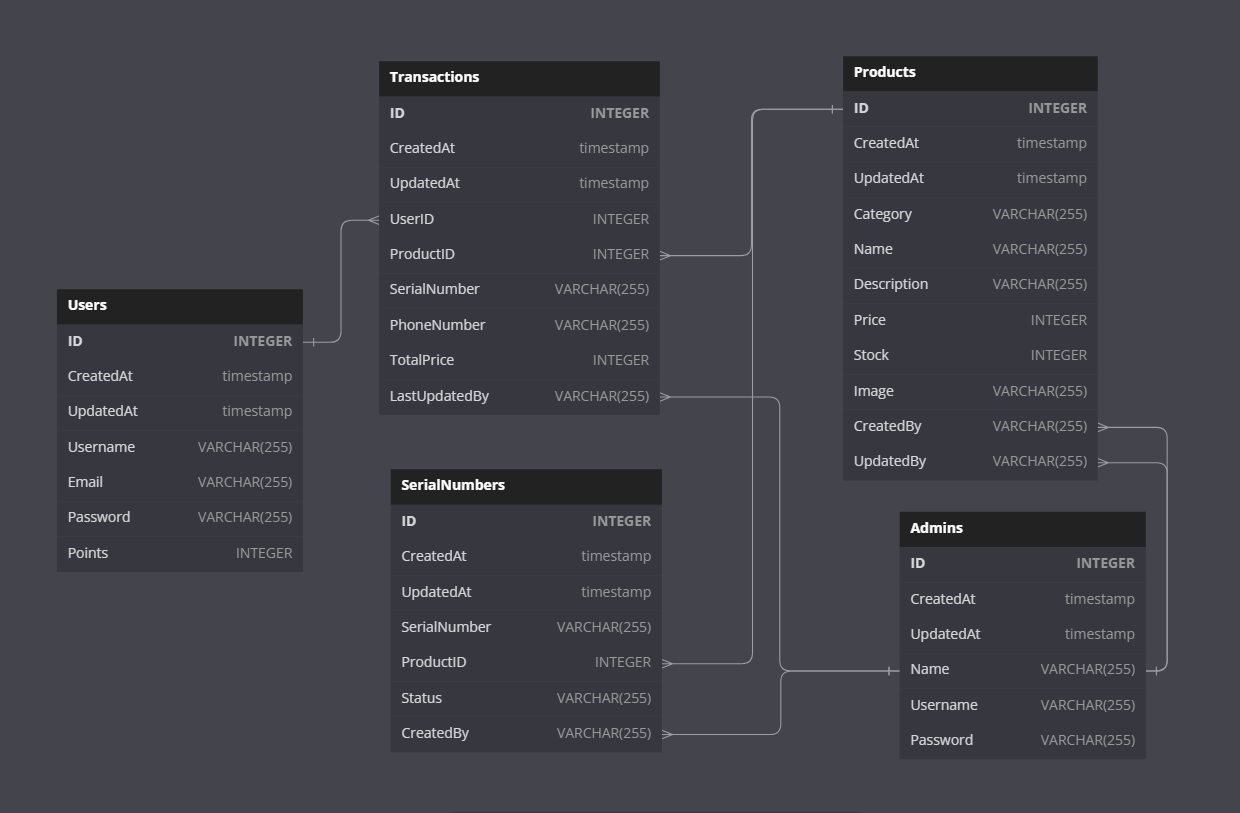 Transactions
ID INTEGER
CreatedAt timestamp
UpdatedAt timestamp
UserID INTEGER
ProductID INTEGER
SerialNumber VARCHAR(255)
PhoneNumber VARCHAR(255)
TotalPrice INTEGER
LastUpdatedBy VARCHAR(255)
Products
ID INTEGER
CreatedAt timestamp
UpdatedAt timestamp
Category VARCHAR(255)
Name VARCHAR(255)
Description VARCHAR(255)
Price INTEGER
Stock INTEGER
Image VARCHAR(255)
CreatedBy VARCHAR(255)
UpdatedBy VARCHAR(255)
Users
ID INTEGER
CreatedAt timestamp
UpdatedAt timestamp
Username VARCHAR(255)
Email VARCHAR(255)
Password VARCHAR(255)
Points INTEGER
SerialNumbers
ID INTEGER
CreatedAt timestamp
UpdatedAt timestamp
SerialNumber VARCHAR(255)
ProductID INTEGER
Status VARCHAR(255)
CreatedBy VARCHAR(255)
Admins
ID INTEGER
CreatedAt timestamp
UpdatedAt timestamp
Name VARCHAR(255)
Username VARCHAR(255)
Password VARCHAR(255)